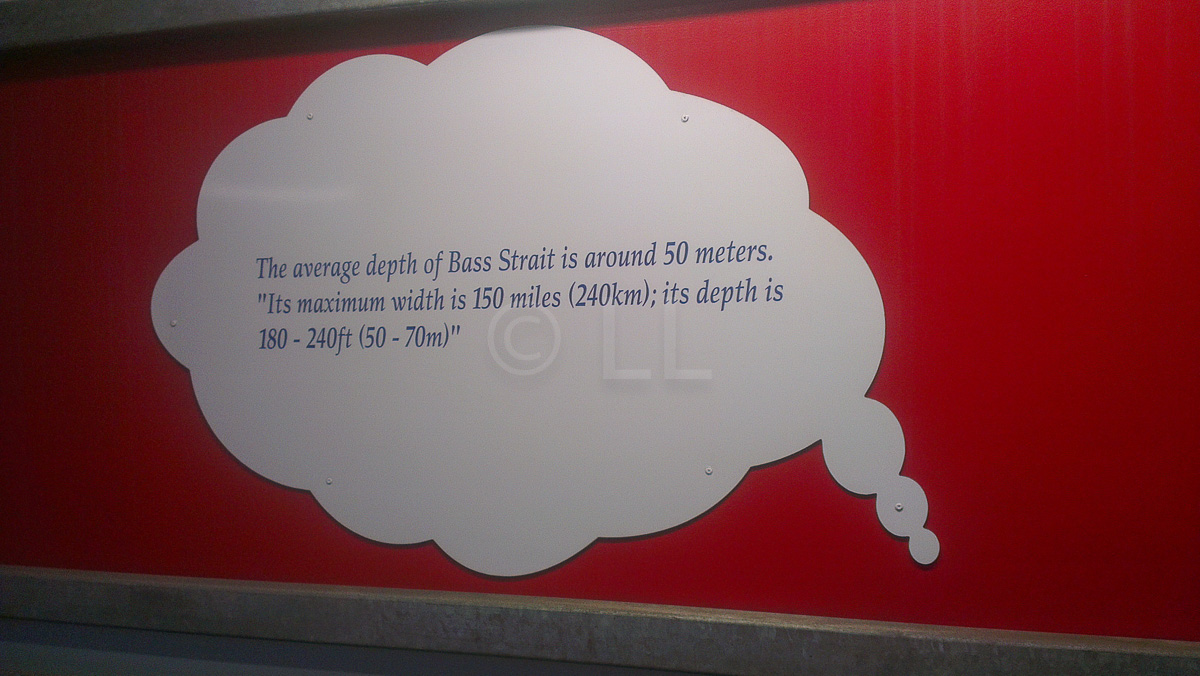 The average depth of Bass Strait is around 50 meters.
"Its maximum width is 150 miles (240km); its depth is
180 - 240ft (50 - 70m)"
© LL